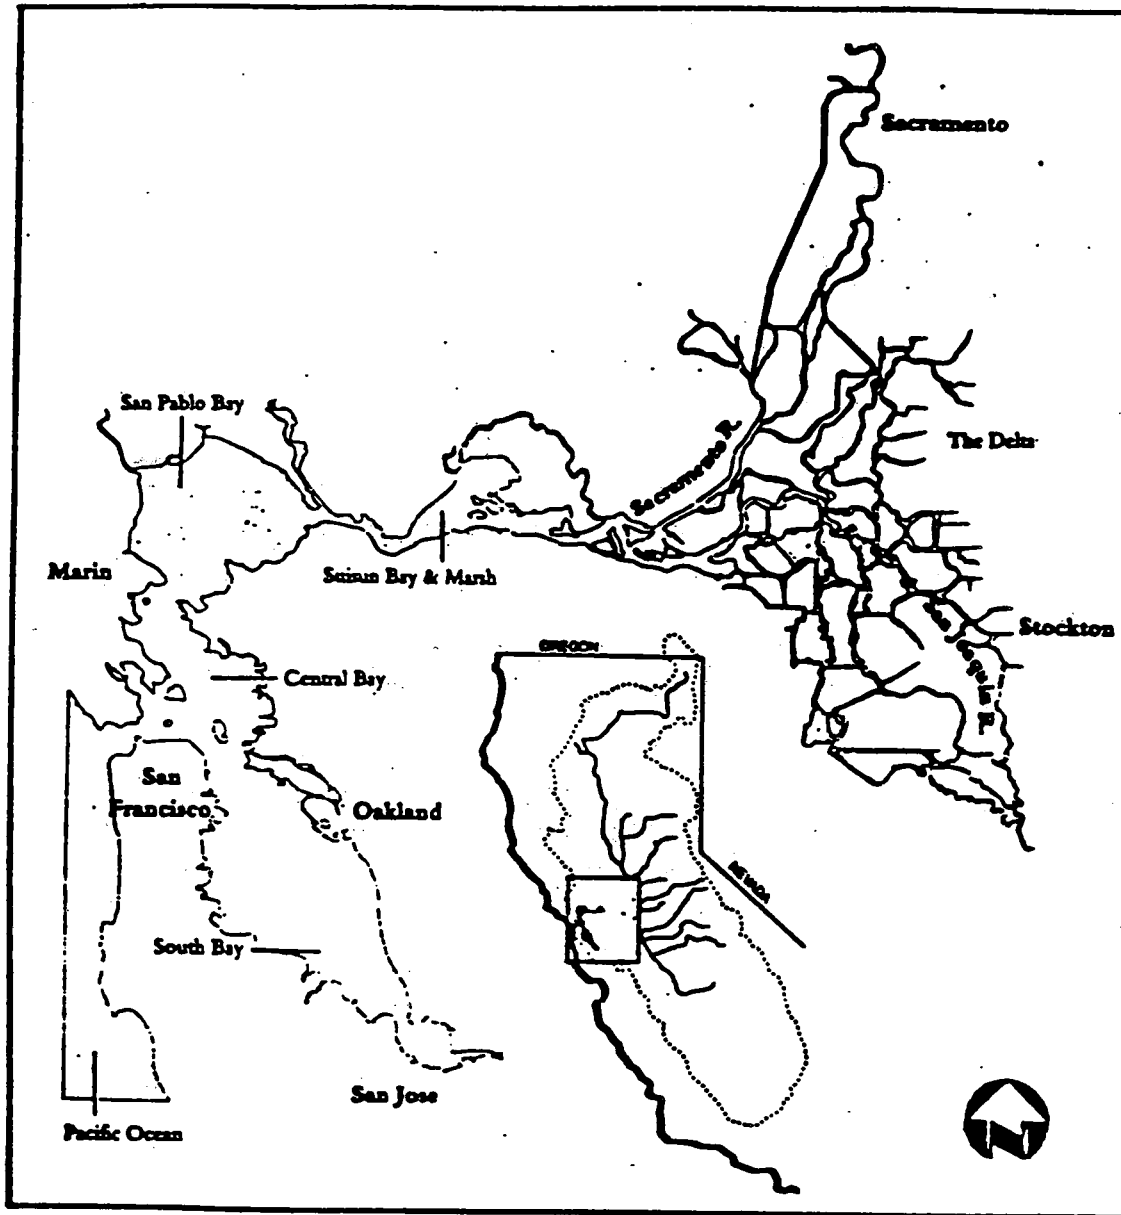 Sacramento
San Pablo Bay
Sacramento R.
The Delta
Marin
Suisun Bay & Marsh
Stockton
San Joaquin R.
OREGON
Central Bay
San
Francisco
Oakland
NEVADA
South Bay
San Jose
Pacific Ocean
N